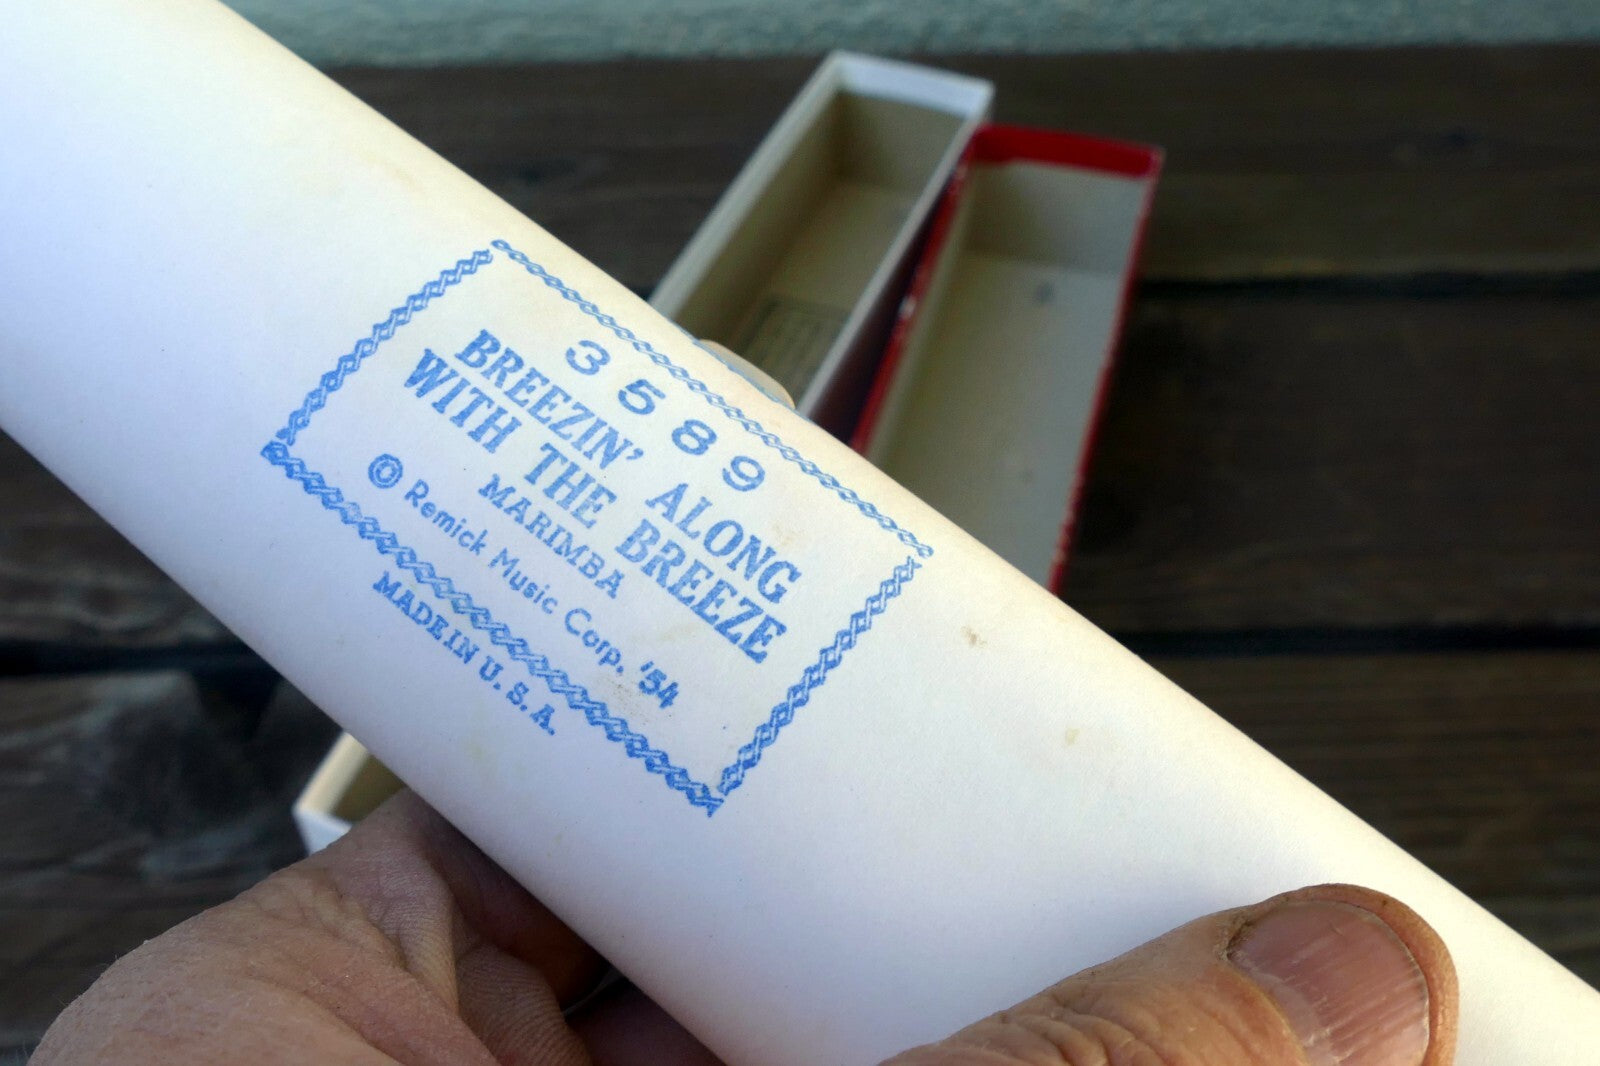 3589
BREEZIN' ALONG
WITH THE BREEZE
MARIMBA
© Remick Music Corp. '54
MADE IN U.S.A.